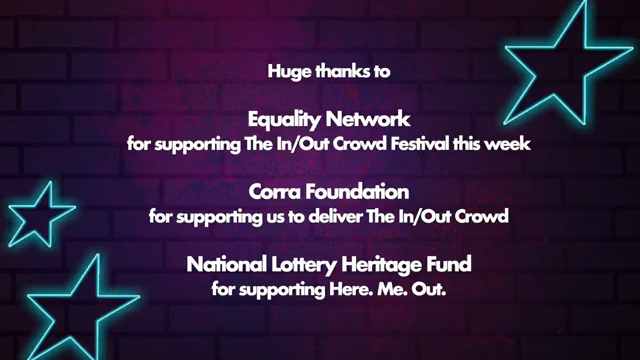 Huge thanks to
Equality Network
for supporting The In/Out Crowd Festival this week
Corra Foundation
for supporting us to deliver The In/Out Crowd
National Lottery Heritage Fund
for supporting Here. Me. Out.